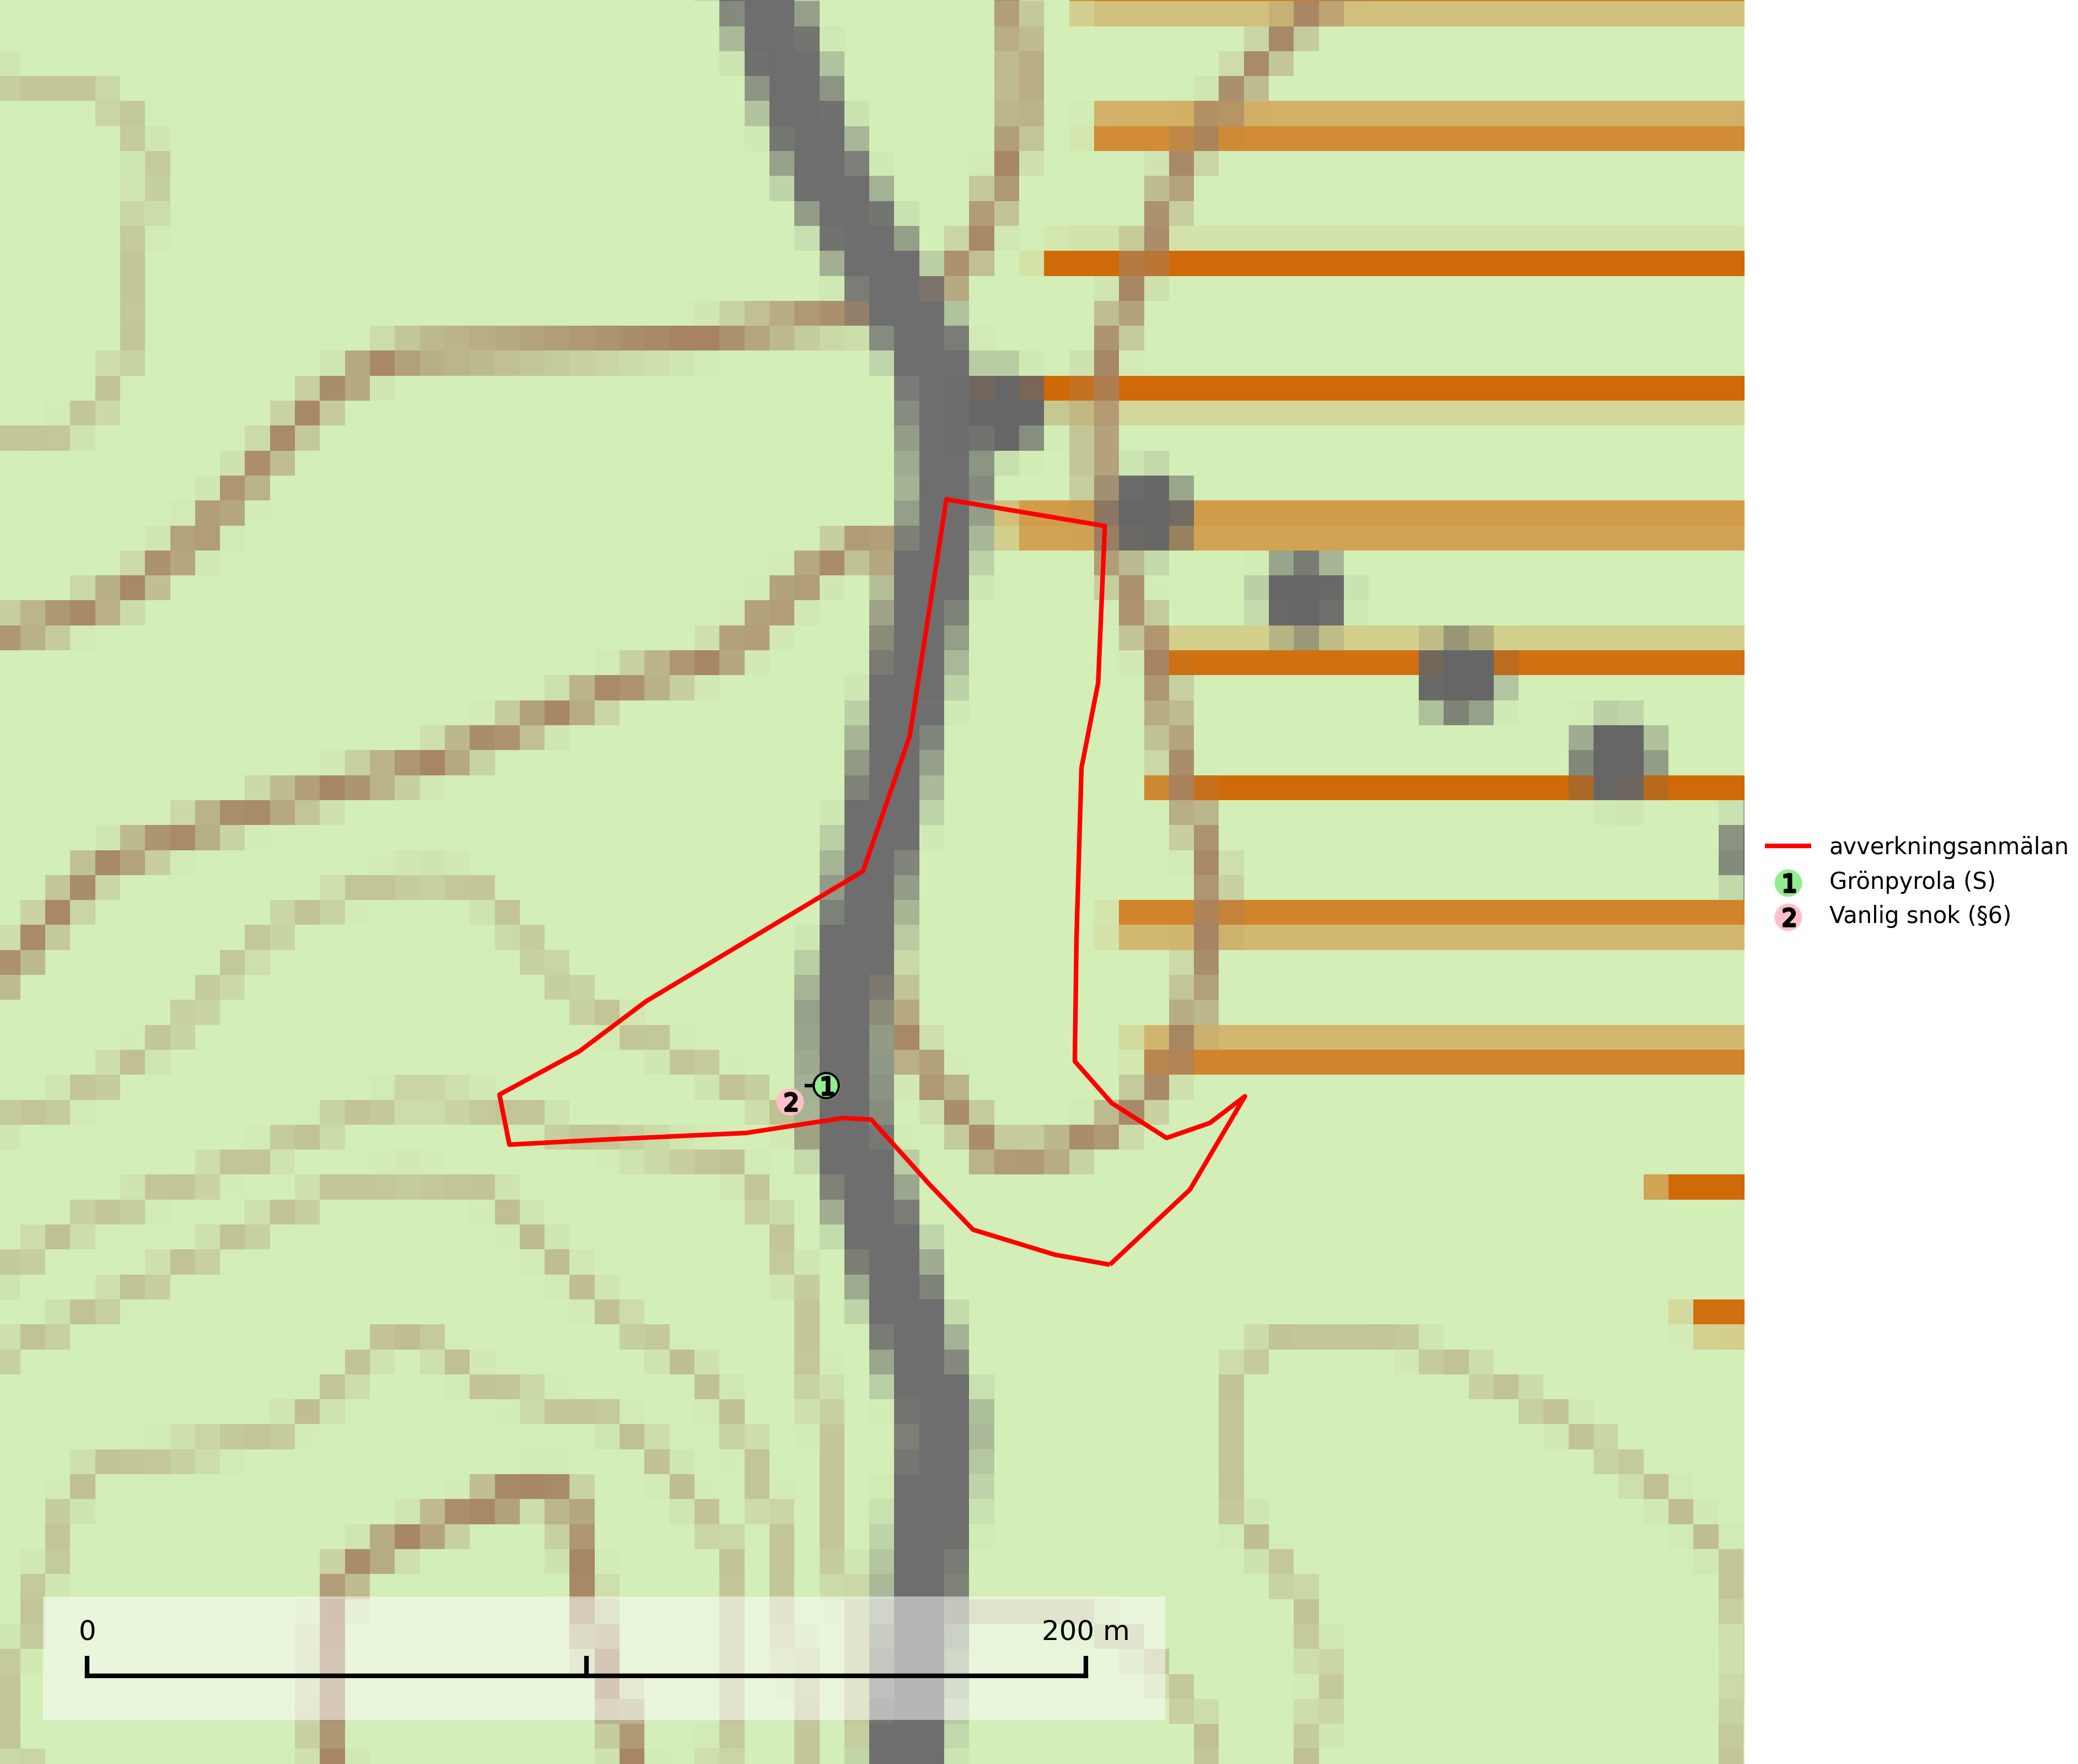 avverkningsanmälan
1 Grönpyrola (S)
2 Vanlig snok (§6)
1
2
0 200 m